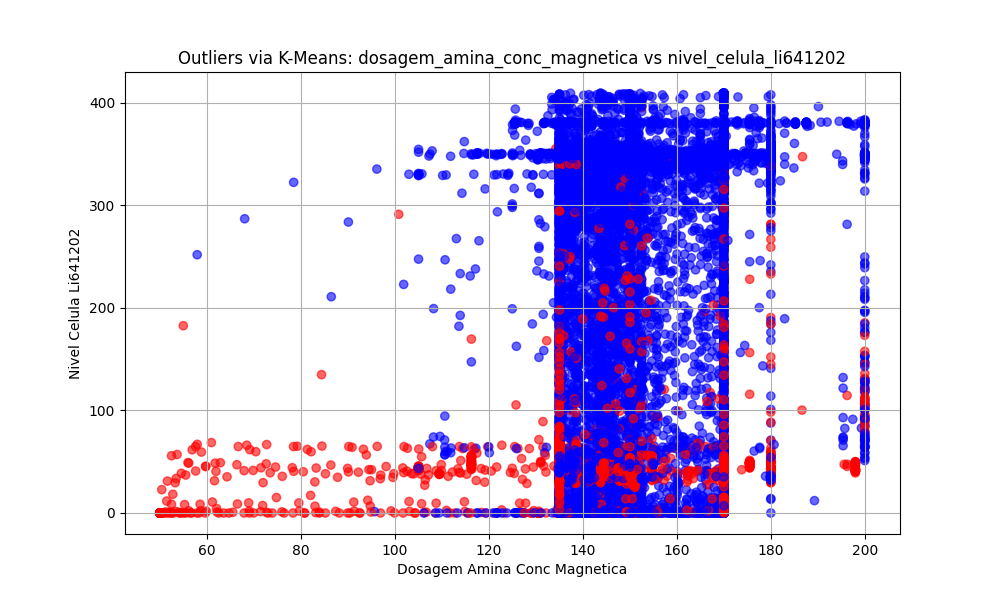 Outliers via K-Means: dosagem_amina_conc_magnetica vs nivel_celula_li641202
400
300
200
100
0
Nivel Celula Li641202
60 80 100 120 140 160 180 200
Dosagem Amina Conc Magnetica